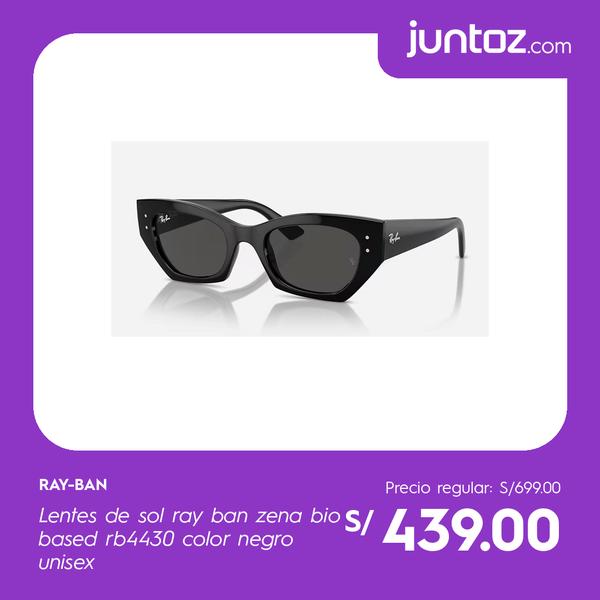 juntoz.com
Ray-Ban
Ray-Ban
RAY-BAN
Lentes de sol ray ban zena bio
based rb4430 color negro
unisex
Precio regular: S/699.00
S/ 439.00